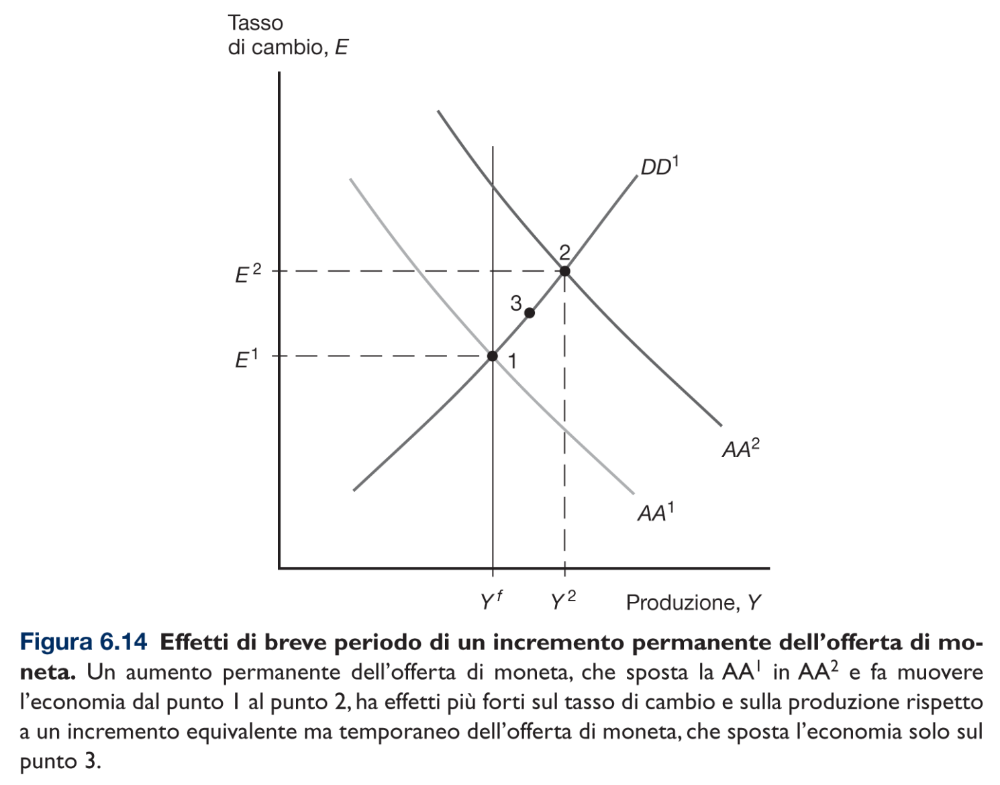 Tasso
di cambio, E
DD¹
2
E²
3
E¹
1
AA²
AA¹
Yᶠ
Y²
Produzione, Y
Figura 6.14 Effetti di breve periodo di un incremento permanente dell’offerta di mo-
neta. Un aumento permanente dell’offerta di moneta, che sposta la AA¹ in AA² e fa muovere
l’economia dal punto 1 al punto 2, ha effetti più forti sul tasso di cambio e sulla produzione rispetto
a un incremento equivalente ma temporaneo dell’offerta di moneta, che sposta l’economia solo sul
punto 3.